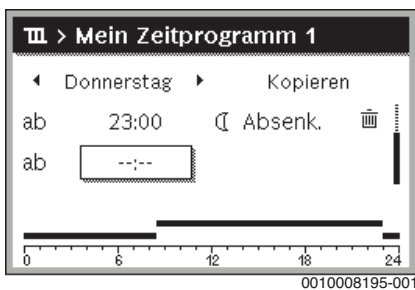 > Mein Zeitprogramm 1
Donnerstag Kopieren
ab 23:00 Absenk.
ab --:--
0 6 12 18 24
0010008195-001